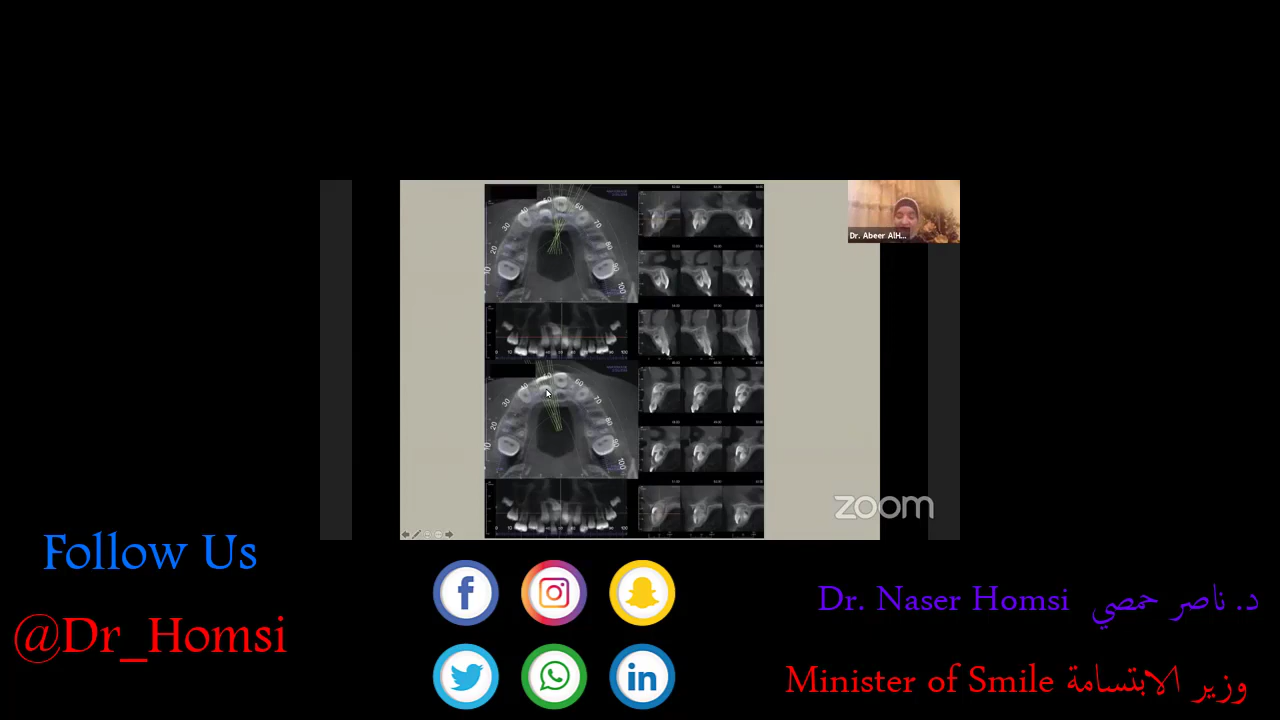 Dr. Abeer AlH...
zoom
Follow Us
@Dr_Homsi
Dr. Naser Homsi د. ناصر حمصي
Minister of Smile وزير الابتسامة